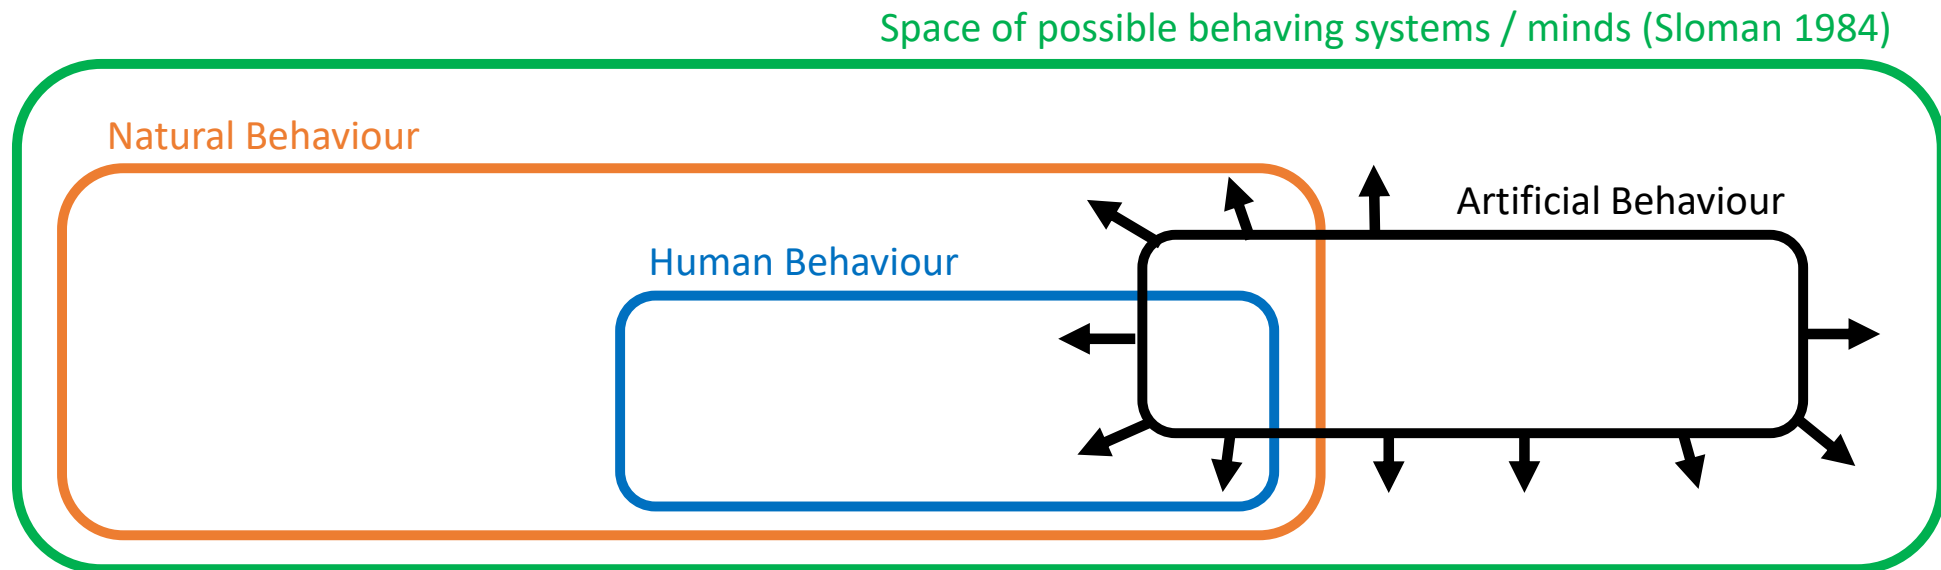 Space of possible behaving systems / minds (Sloman 1984)
Natural Behaviour
Artificial Behaviour
Human Behaviour